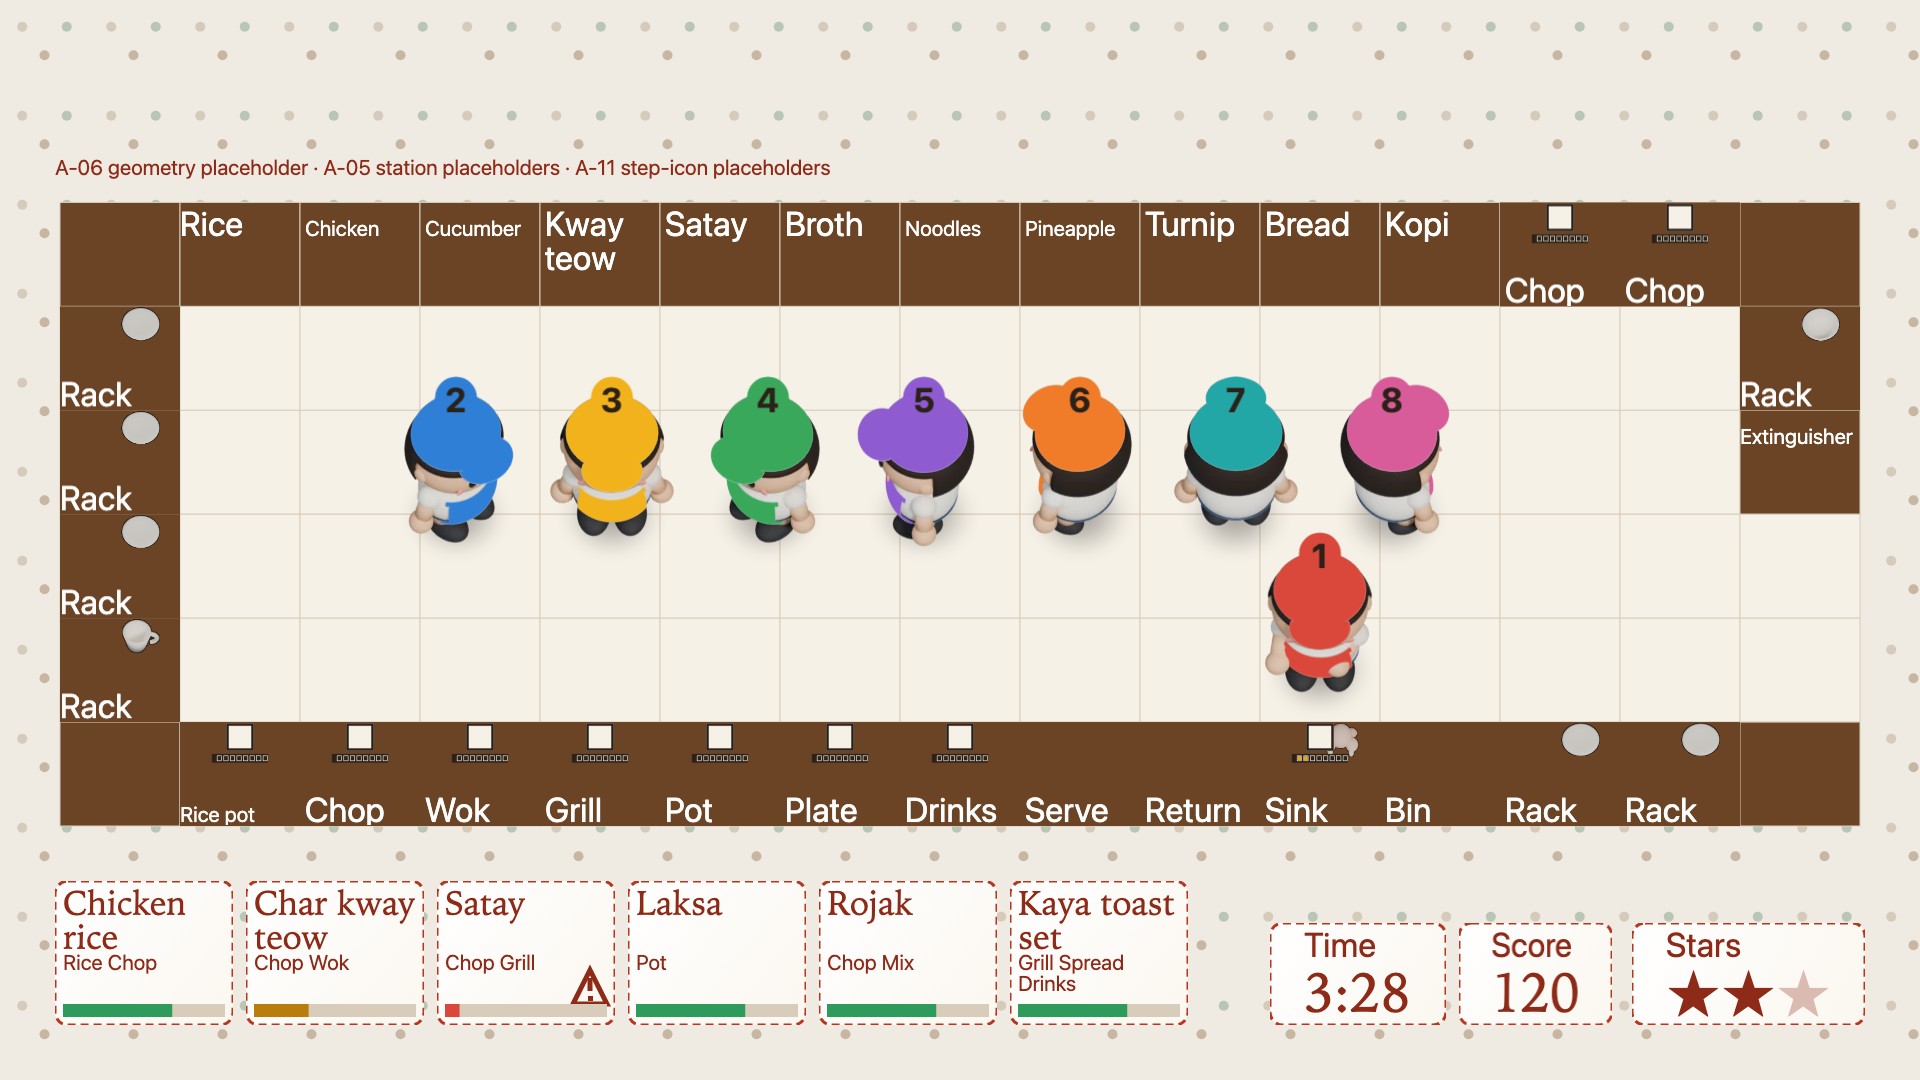 A-06 geometry placeholder · A-05 station placeholders · A-11 step-icon placeholders
Rice
Chicken
Cucumber
Kway
teow
Satay
Broth
Noodles
Pineapple
Turnip
Bread
Kopi
Chop
Chop
Rack
Rack
2
3
4
5
6
7
8
Extinguisher
Rack
1
Rack
Rack
Rice pot
Chop
Wok
Grill
Pot
Plate
Drinks
Serve
Return
Sink
Bin
Rack
Rack
Chicken
rice
Rice Chop
Char kway
teow
Chop Wok
Satay
Chop Grill
Laksa
Pot
Rojak
Chop Mix
Kaya toast
set
Grill Spread
Drinks
Time
3:28
Score
120
Stars